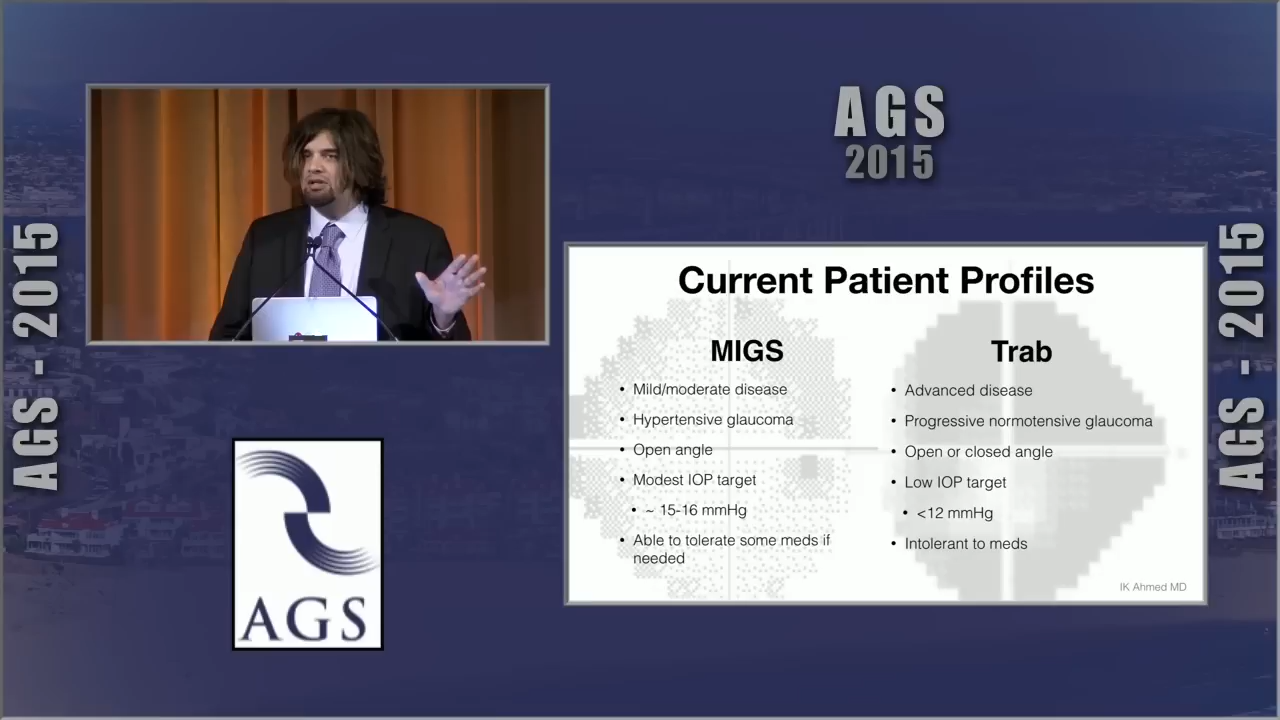 AGS
2015
AGS - 2015
AGS - 2015
Current Patient Profiles
MIGS
• Mild/moderate disease
• Hypertensive glaucoma
• Open angle
• Modest IOP target
• ~ 15-16 mmHg
• Able to tolerate some meds if
needed
Trab
• Advanced disease
• Progressive normotensive glaucoma
• Open or closed angle
• Low IOP target
• <12 mmHg
• Intolerant to meds
IK Ahmed MD
AGS